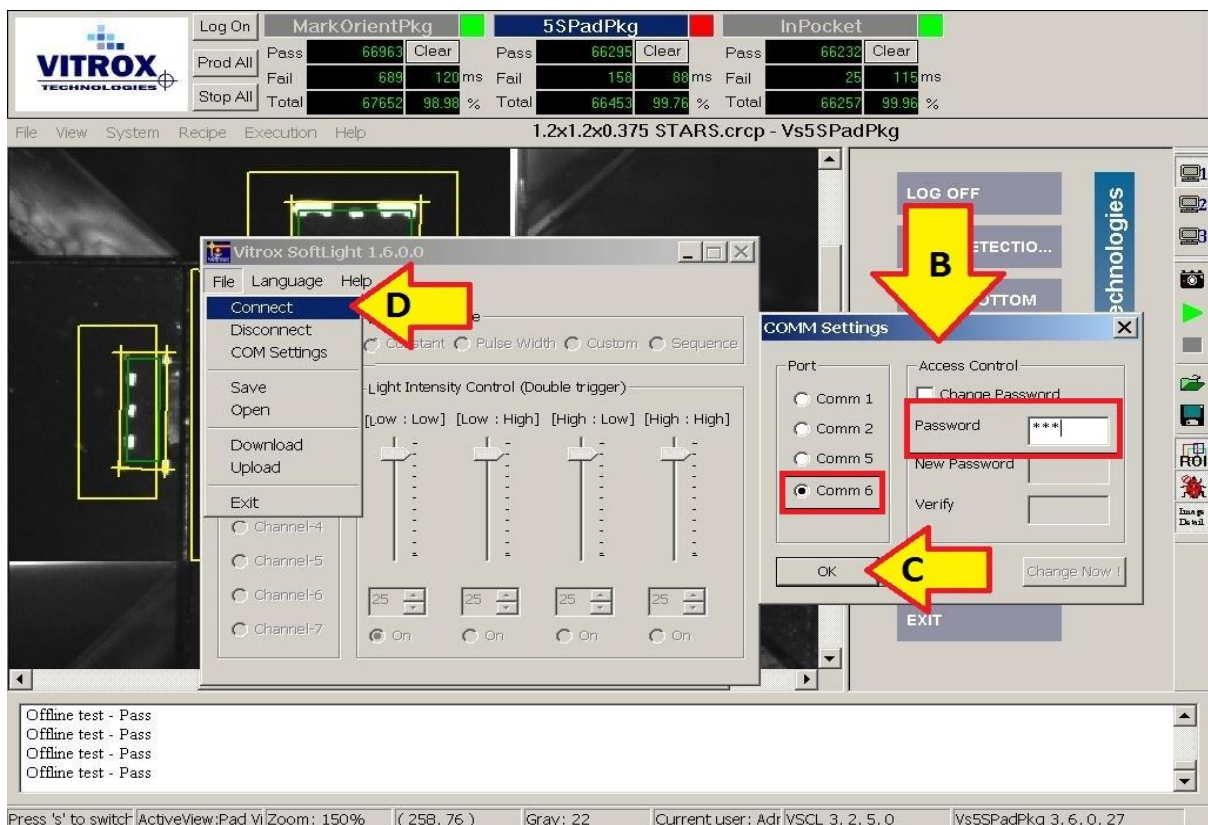 VITROX
TECHNOLOGIES
Log On
Prod All
Stop All
MarkOrientPkg
Pass 66963 Clear
Fail 689 120 ms
Total 67652 98.98 %
5SPadPkg
Pass 66295 Clear
Fail 158 88 ms
Total 66453 99.76 %
InPocket
Pass 66232 Clear
Fail 25 115 ms
Total 66257 99.96 %
File View System Recipe Execution Help
1.2x1.2x0.375 STARS.crcp - Vs5SPadPkg
Vitrox SoftLight 1.6.0.0
File Language Help
Connect
Disconnect
COM Settings
Save
Open
Download
Upload
Exit
D
Constant Pulse Width Custom Sequence
Light Intensity Control (Double trigger)
[Low : Low] [Low : High] [High : Low] [High : High]
Channel-4
Channel-5
Channel-6
Channel-7
25 25 25 25
On On On On
LOG OFF
ETECTIO...
OTTOM
EXIT
B
echnologies
COMM Settings
Port
Comm 1
Comm 2
Comm 5
Comm 6
Access Control
Change Password
Password ***
New Password
Verify
OK
C
Change Now !
1
2
3
ROI
Image
Detail
Offline test - Pass
Offline test - Pass
Offline test - Pass
Offline test - Pass
Press 's' to switch ActiveView:Pad Vi Zoom: 150% ( 258, 76 ) Gray: 22 Current user: Adr VSCL 3, 2, 5, 0 Vs5SPadPkg 3, 6, 0, 27